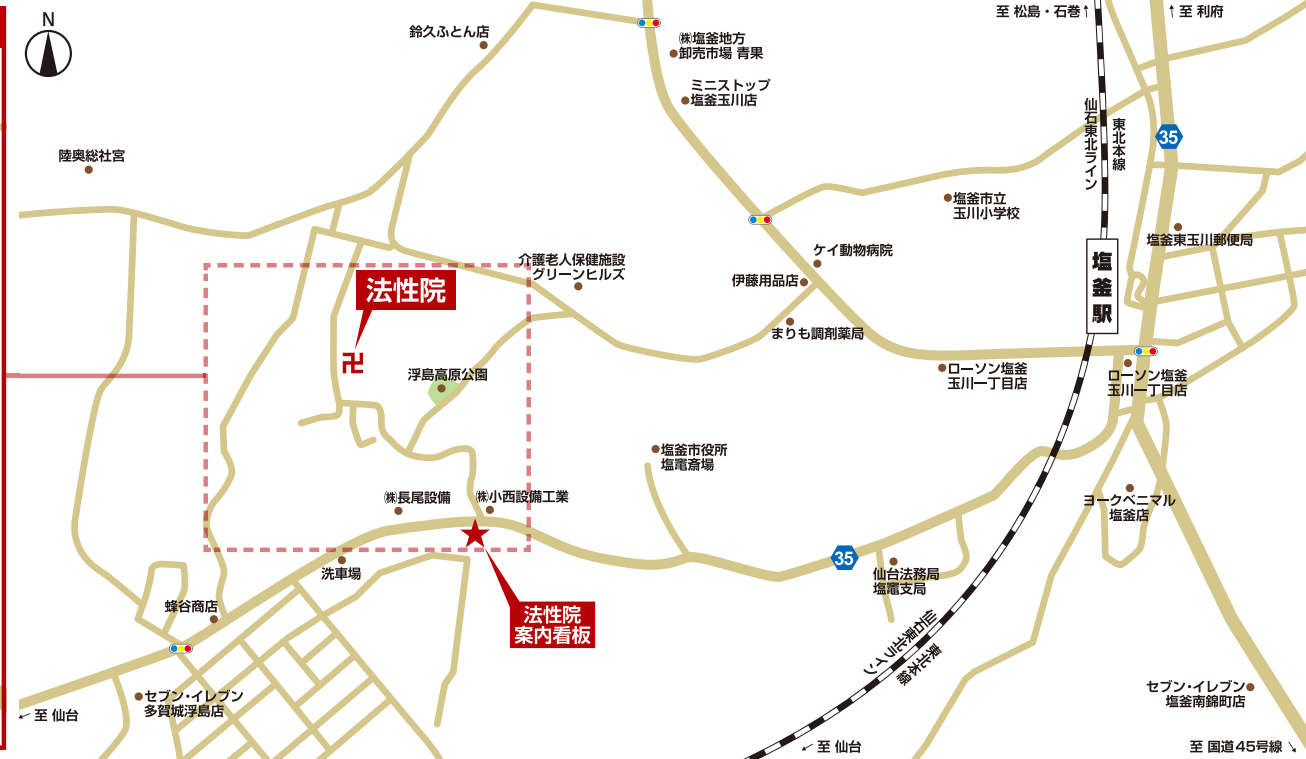 N
鈴久ふとん店
㈱塩釜地方
卸売市場 青果
ミニストップ
塩釜玉川店
至 松島・石巻↑
↑至 利府
仙石東北ライン
東北本線
35
陸奥総社宮
塩釜市立
玉川小学校
塩釜東玉川郵便局
ケイ動物病院
伊藤用品店
まりも調剤薬局
介護老人保健施設
グリーンヒルズ
塩釜駅
法性院
卍
浮島高原公園
ローソン塩釜
玉川一丁目店
ローソン塩釜
玉川一丁目店
塩釜市役所
塩竈斎場
㈱長尾設備
㈱小西設備工業
ヨークベニマル
塩釜店
35
仙台法務局
塩竈支局
洗車場
蜂谷商店
法性院
案内看板
仙石東北ライン
東北本線
セブン・イレブン
多賀城浮島店
←至 仙台
セブン・イレブン
塩釜南錦町店
↙至 仙台
至 国道45号線↘